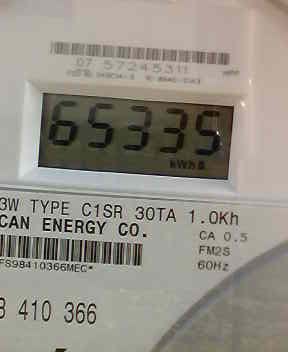 07 57245311
65335
kWh
3W TYPE C1SR 30TA 1.0Kh
CAN ENERGY CO.
CA 0.5
FM2S
60Hz
FS98410366MEC*
8 410 366